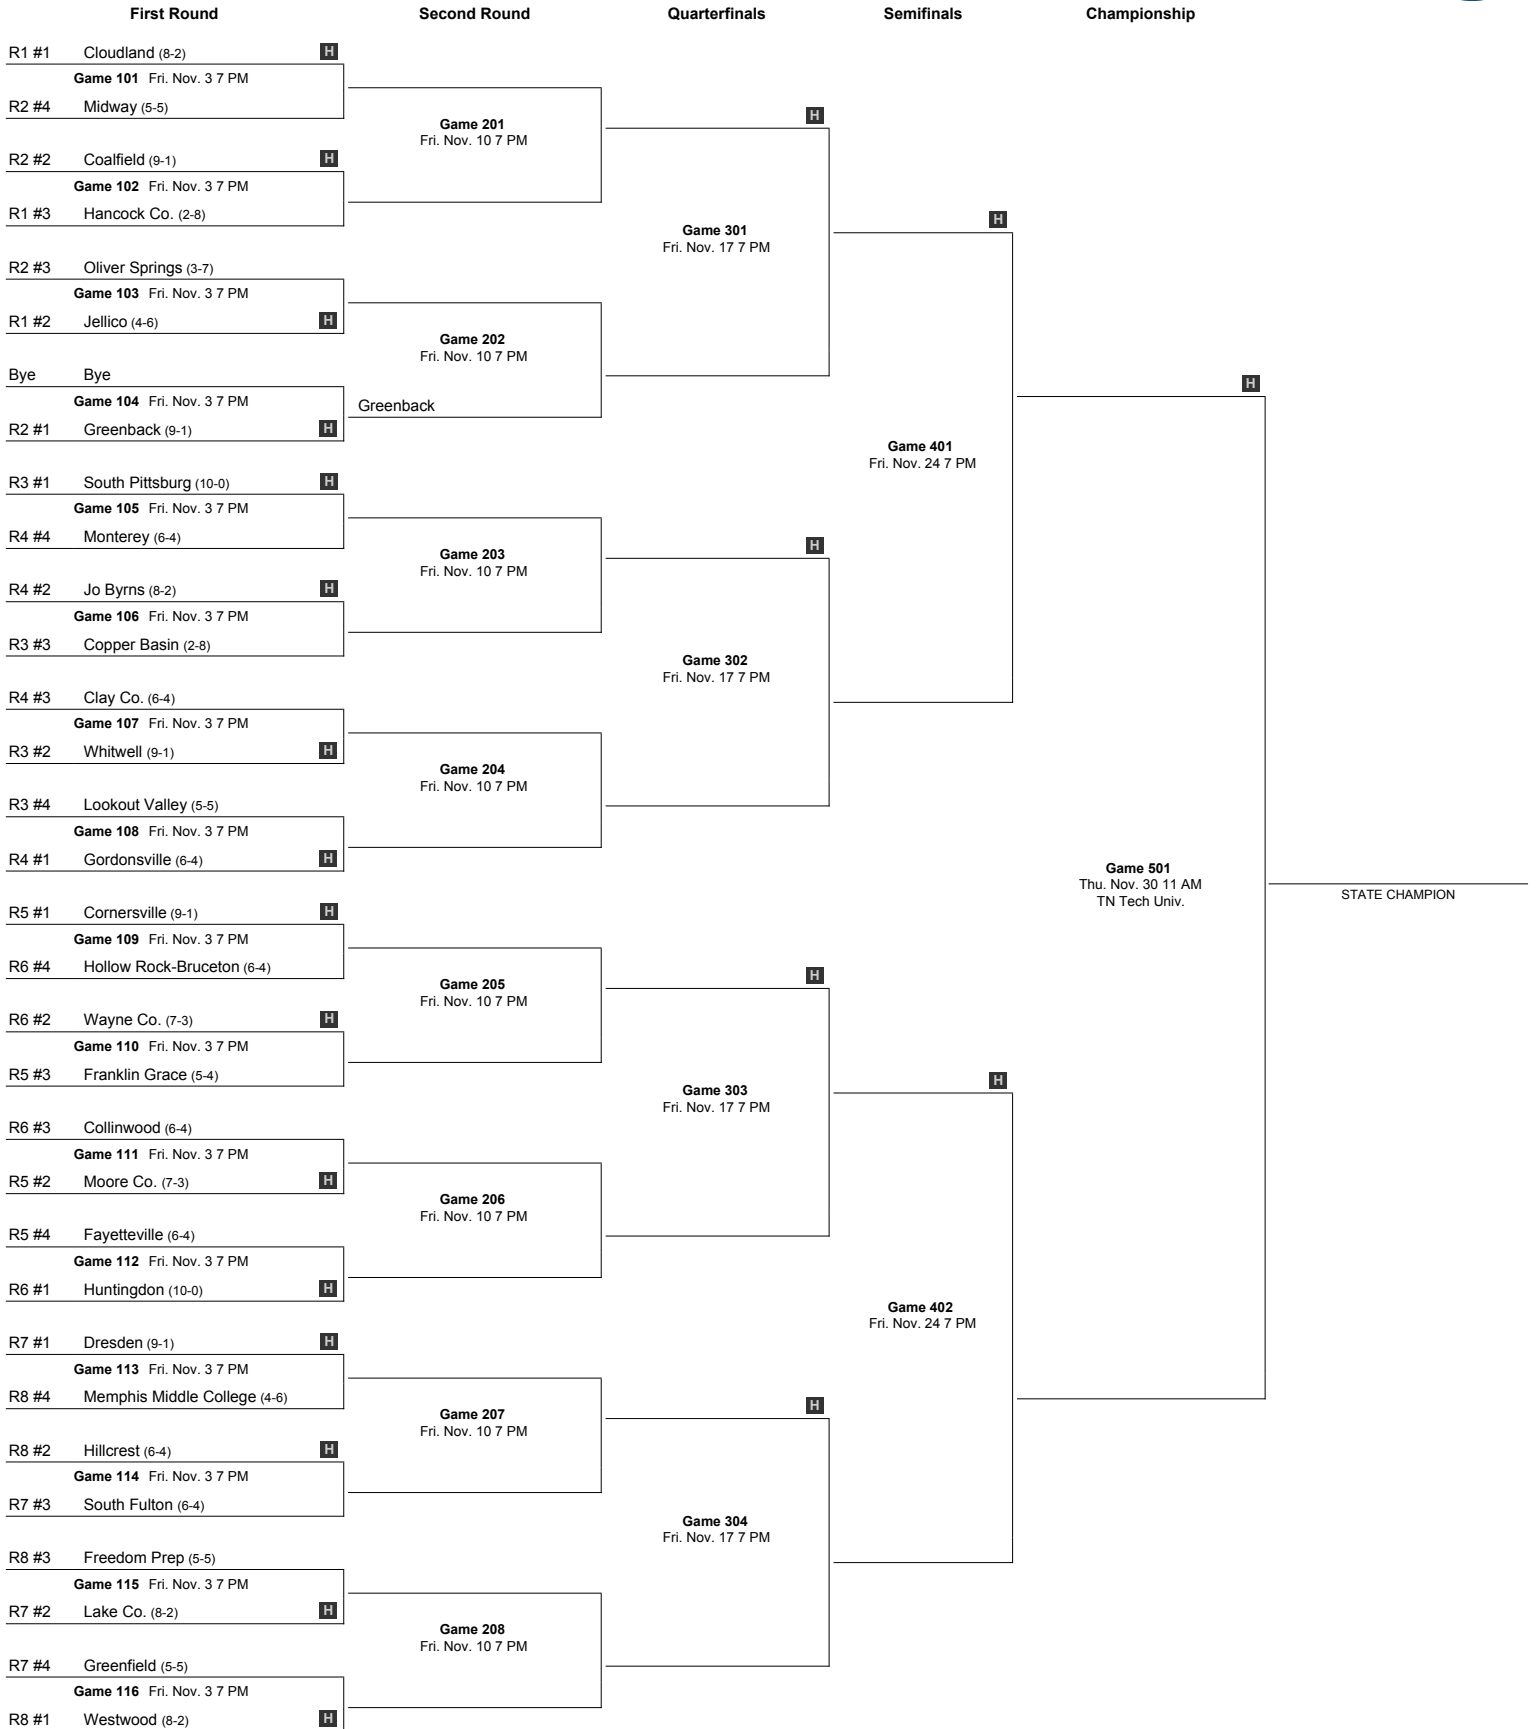 First Round Second Round Quarterfinals Semifinals Championship
R1 #1 Cloudland (8-2) H
Game 101 Fri. Nov. 3 7 PM
R2 #4 Midway (5-5)
R2 #2 Coalfield (9-1) H
Game 102 Fri. Nov. 3 7 PM
R1 #3 Hancock Co. (2-8)
R2 #3 Oliver Springs (3-7)
Game 103 Fri. Nov. 3 7 PM
R1 #2 Jellico (4-6) H
Bye Bye
Game 104 Fri. Nov. 3 7 PM
R2 #1 Greenback (9-1) H
R3 #1 South Pittsburg (10-0) H
Game 105 Fri. Nov. 3 7 PM
R4 #4 Monterey (6-4)
R4 #2 Jo Byrns (8-2) H
Game 106 Fri. Nov. 3 7 PM
R3 #3 Copper Basin (2-8)
R4 #3 Clay Co. (6-4)
Game 107 Fri. Nov. 3 7 PM
R3 #2 Whitwell (9-1) H
R3 #4 Lookout Valley (5-5)
Game 108 Fri. Nov. 3 7 PM
R4 #1 Gordonsville (6-4) H
R5 #1 Cornersville (9-1) H
Game 109 Fri. Nov. 3 7 PM
R6 #4 Hollow Rock-Bruceton (6-4)
R6 #2 Wayne Co. (7-3) H
Game 110 Fri. Nov. 3 7 PM
R5 #3 Franklin Grace (5-4)
R6 #3 Collinwood (6-4)
Game 111 Fri. Nov. 3 7 PM
R5 #2 Moore Co. (7-3) H
R5 #4 Fayetteville (6-4)
Game 112 Fri. Nov. 3 7 PM
R6 #1 Huntingdon (10-0) H
R7 #1 Dresden (9-1) H
Game 113 Fri. Nov. 3 7 PM
R8 #4 Memphis Middle College (4-6)
R8 #2 Hillcrest (6-4) H
Game 114 Fri. Nov. 3 7 PM
R7 #3 South Fulton (6-4)
R8 #3 Freedom Prep (5-5)
Game 115 Fri. Nov. 3 7 PM
R7 #2 Lake Co. (8-2) H
R7 #4 Greenfield (5-5)
Game 116 Fri. Nov. 3 7 PM
R8 #1 Westwood (8-2) H
Game 201
Fri. Nov. 10 7 PM
Game 202
Fri. Nov. 10 7 PM
Greenback
Game 203
Fri. Nov. 10 7 PM
Game 204
Fri. Nov. 10 7 PM
Game 205
Fri. Nov. 10 7 PM
Game 206
Fri. Nov. 10 7 PM
Game 207
Fri. Nov. 10 7 PM
Game 208
Fri. Nov. 10 7 PM
H
Game 301
Fri. Nov. 17 7 PM
H
Game 302
Fri. Nov. 17 7 PM
H
Game 303
Fri. Nov. 17 7 PM
H
Game 304
Fri. Nov. 17 7 PM
H
Game 401
Fri. Nov. 24 7 PM
H
Game 402
Fri. Nov. 24 7 PM
H
Game 501
Thu. Nov. 30 11 AM
TN Tech Univ.
STATE CHAMPION